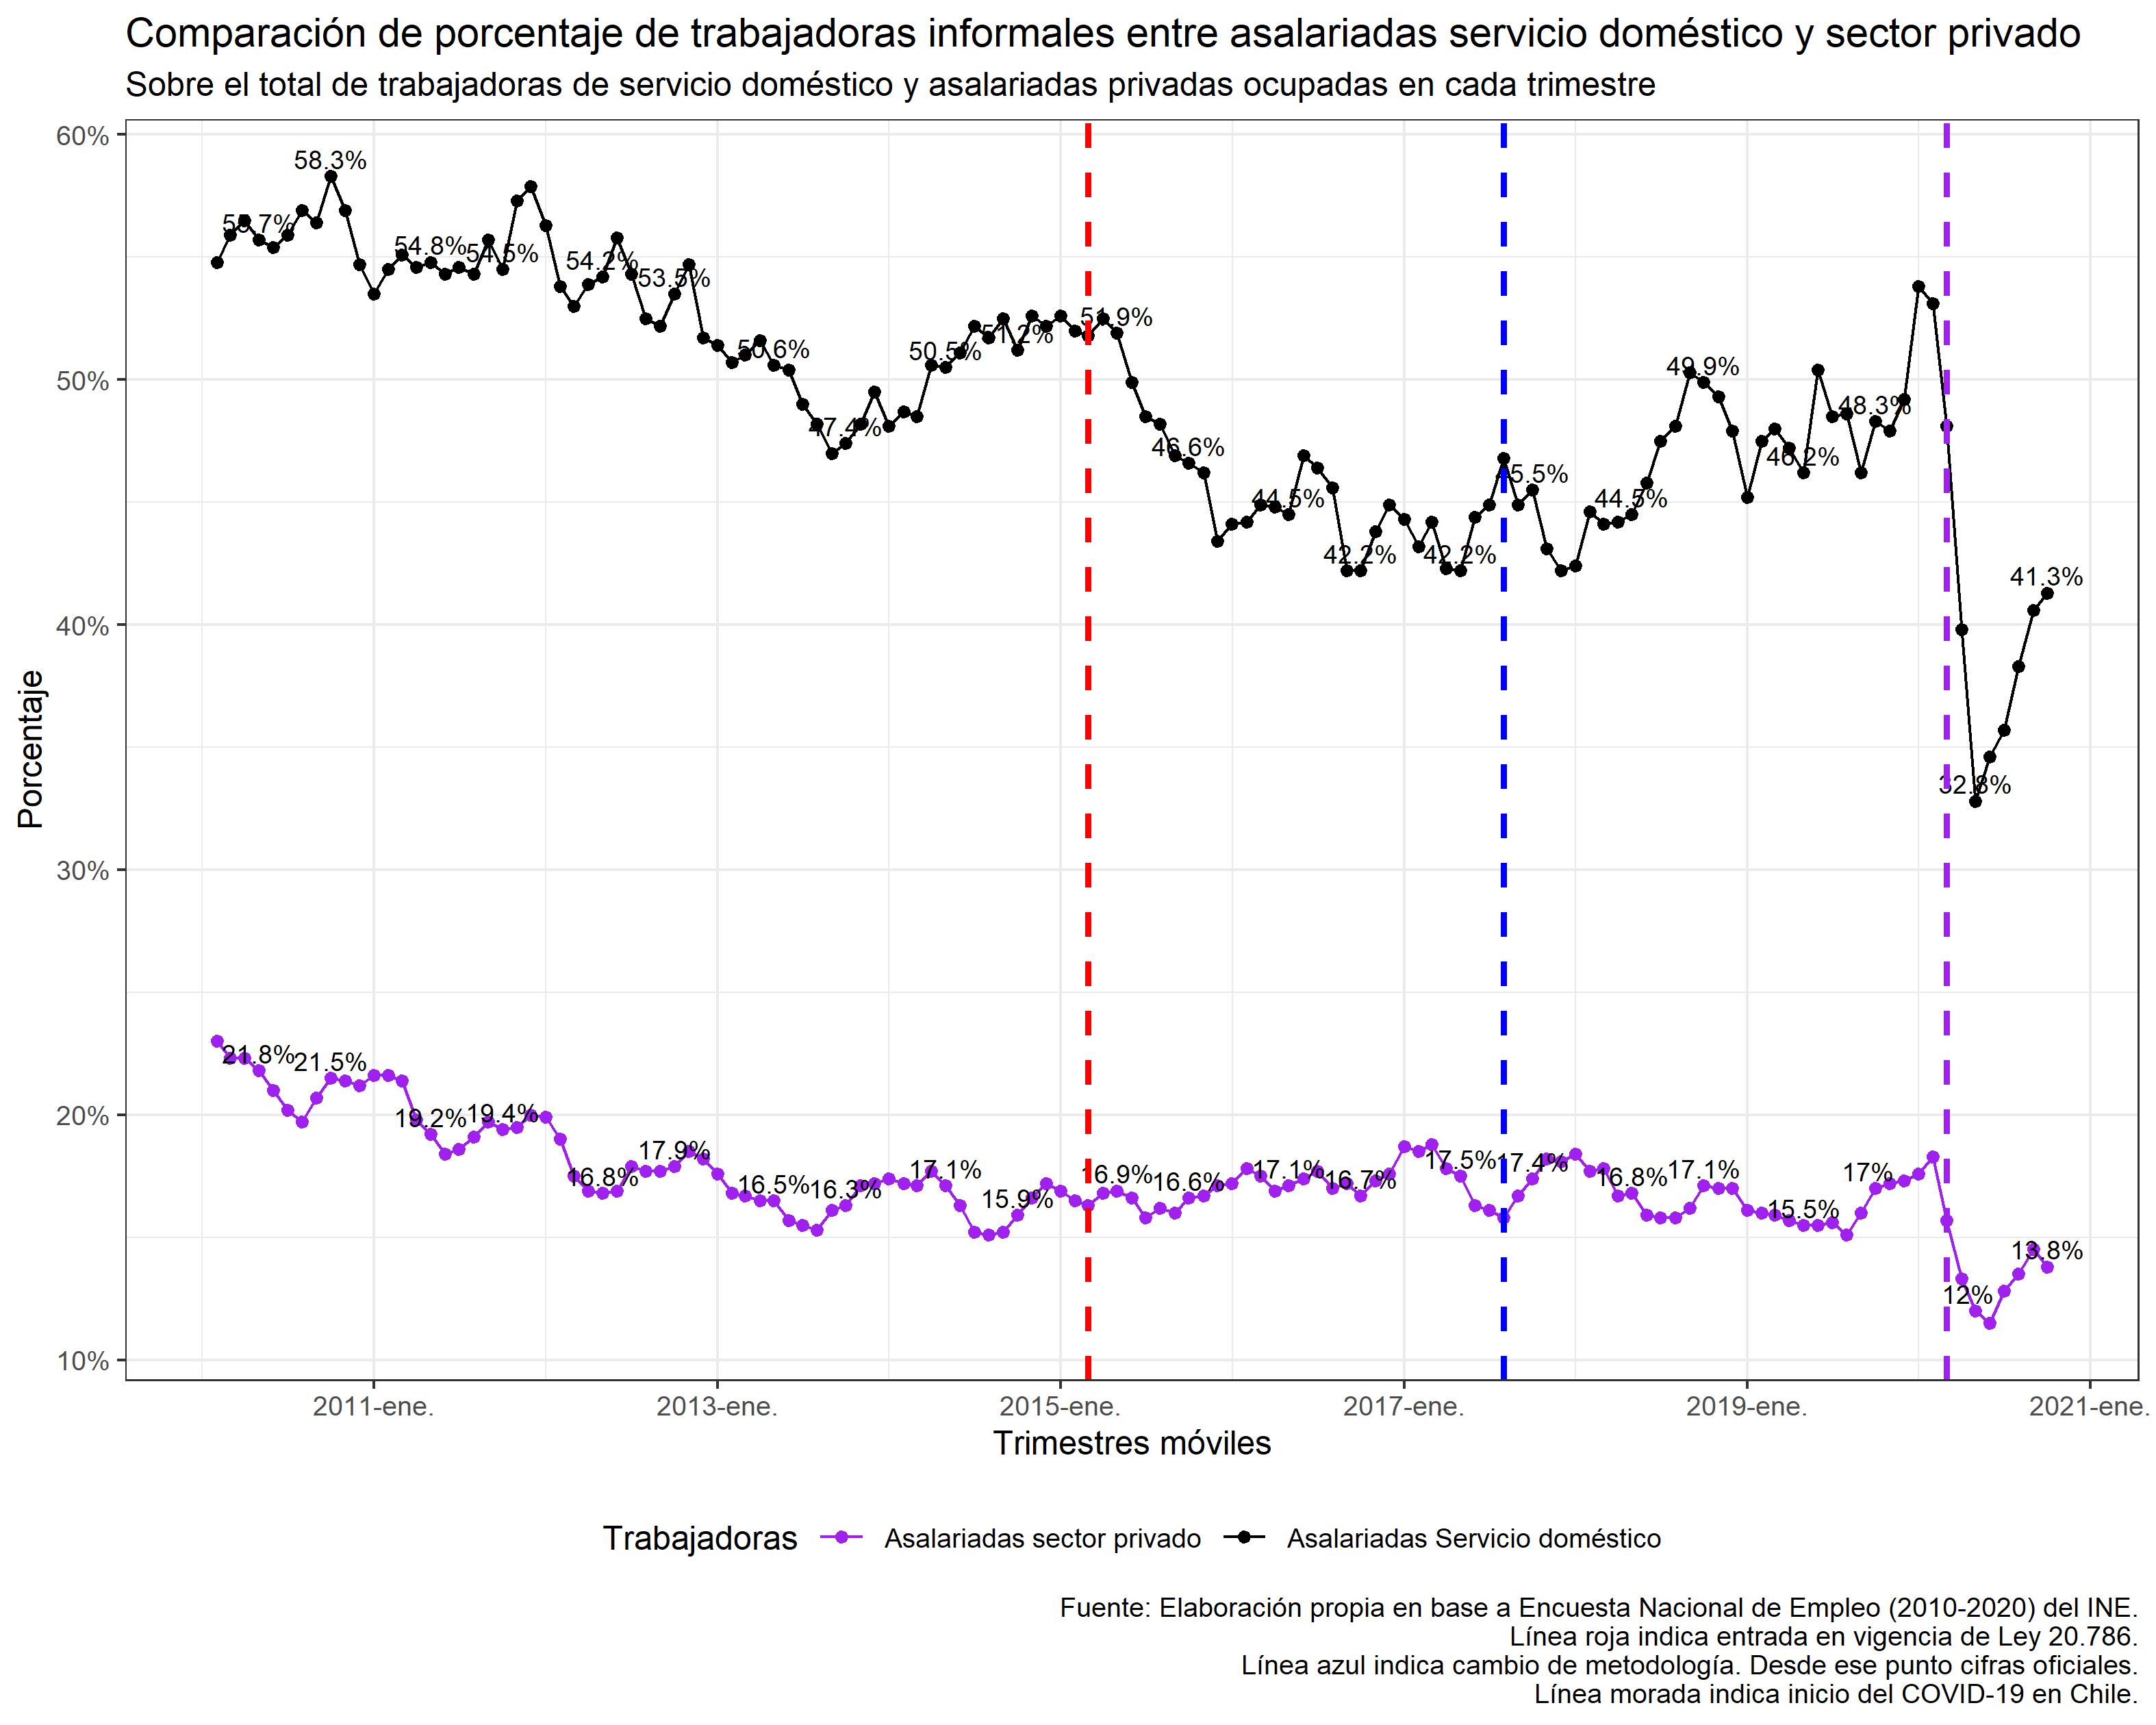 Comparación de porcentaje de trabajadoras informales entre asalariadas servicio doméstico y sector privado
Sobre el total de trabajadoras de servicio doméstico y asalariadas privadas ocupadas en cada trimestre
Porcentaje
60%
50%
40%
30%
20%
10%
55.7%
58.3%
54.8%
54.5%
54.2%
53.5%
50.6%
47.4%
50.5%
51.2%
51.9%
46.6%
44.5%
42.2%
42.2%
45.5%
44.5%
49.9%
46.2%
48.3%
32.8%
41.3%
21.8%
21.5%
19.2%
19.4%
16.8%
17.9%
16.5%
16.3%
17.1%
15.9%
16.9%
16.6%
17.1%
16.7%
17.5%
17.4%
16.8%
17.1%
15.5%
17%
12%
13.8%
2011-ene.
2013-ene.
2015-ene.
2017-ene.
2019-ene.
2021-ene.
Trimestres móviles
Trabajadoras
Asalariadas sector privado
Asalariadas Servicio doméstico
Fuente: Elaboración propia en base a Encuesta Nacional de Empleo (2010-2020) del INE.
Línea roja indica entrada en vigencia de Ley 20.786.
Línea azul indica cambio de metodología. Desde ese punto cifras oficiales.
Línea morada indica inicio del COVID-19 en Chile.